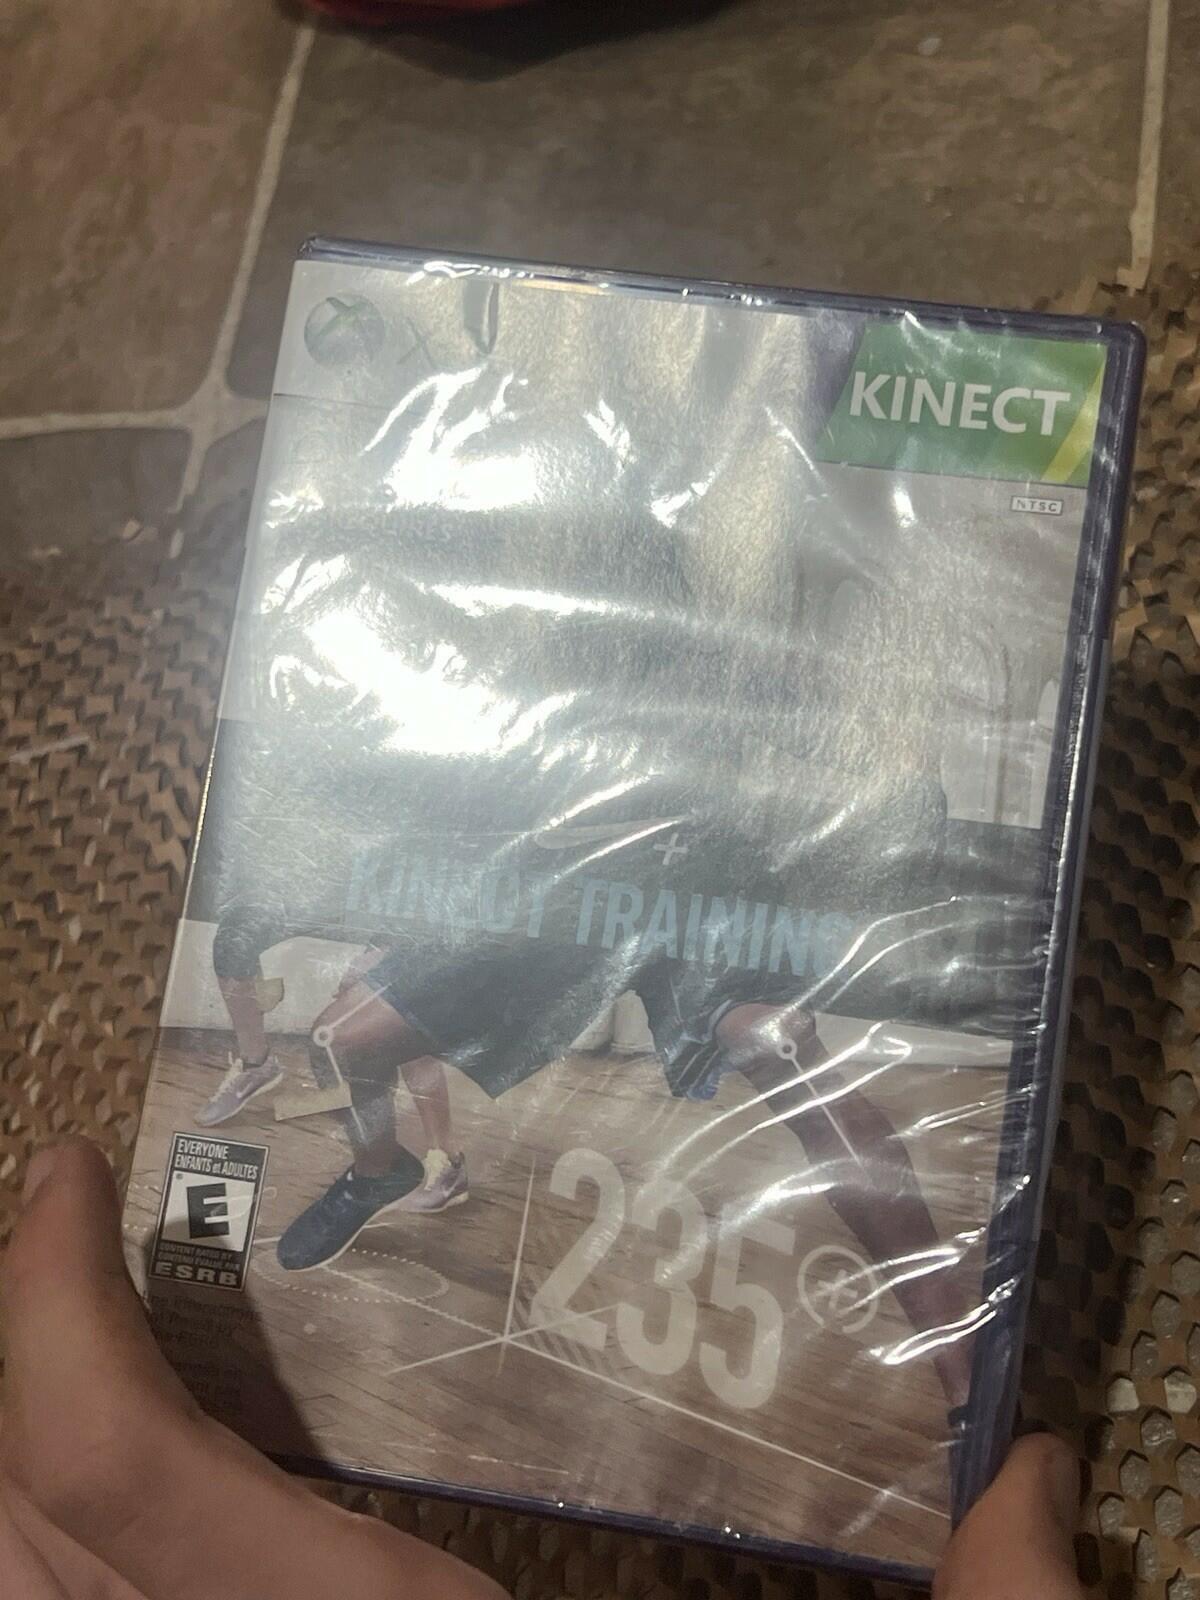 KINECT
NTSC
+
KINECT TRAINING
EVERYONE
ENFANTS et ADULTES
E
CONTENT RATED BY
ESRB
235*